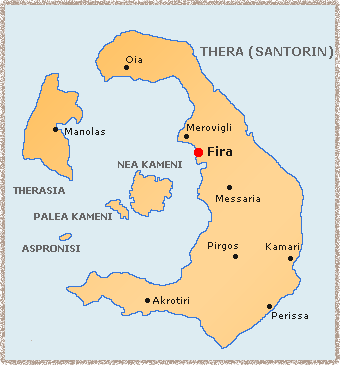 THERA (SANTORIN)
Oia
Manolas
Merovigli
Fira
NEA KAMENI
THERASIA
Messaria
PALEA KAMENI
ASPRONISI
Pirgos
Kamari
Akrotiri
Perissa